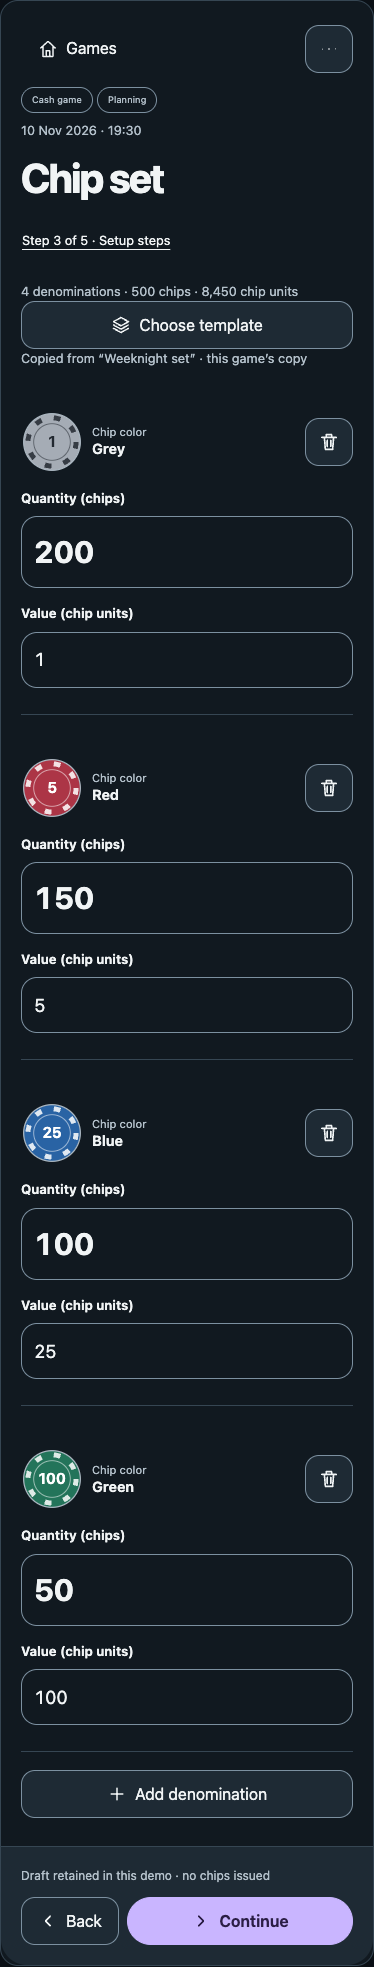 Games
Cash game
Planning
10 Nov 2026 · 19:30
Chip set
Step 3 of 5 · Setup steps
4 denominations · 500 chips · 8,450 chip units
Choose template
Copied from “Weeknight set” · this game’s copy
1
Chip color
Grey
Quantity (chips)
200
Value (chip units)
1
5
Chip color
Red
Quantity (chips)
150
Value (chip units)
5
25
Chip color
Blue
Quantity (chips)
100
Value (chip units)
25
100
Chip color
Green
Quantity (chips)
50
Value (chip units)
100
Add denomination
Draft retained in this demo · no chips issued
Back
Continue